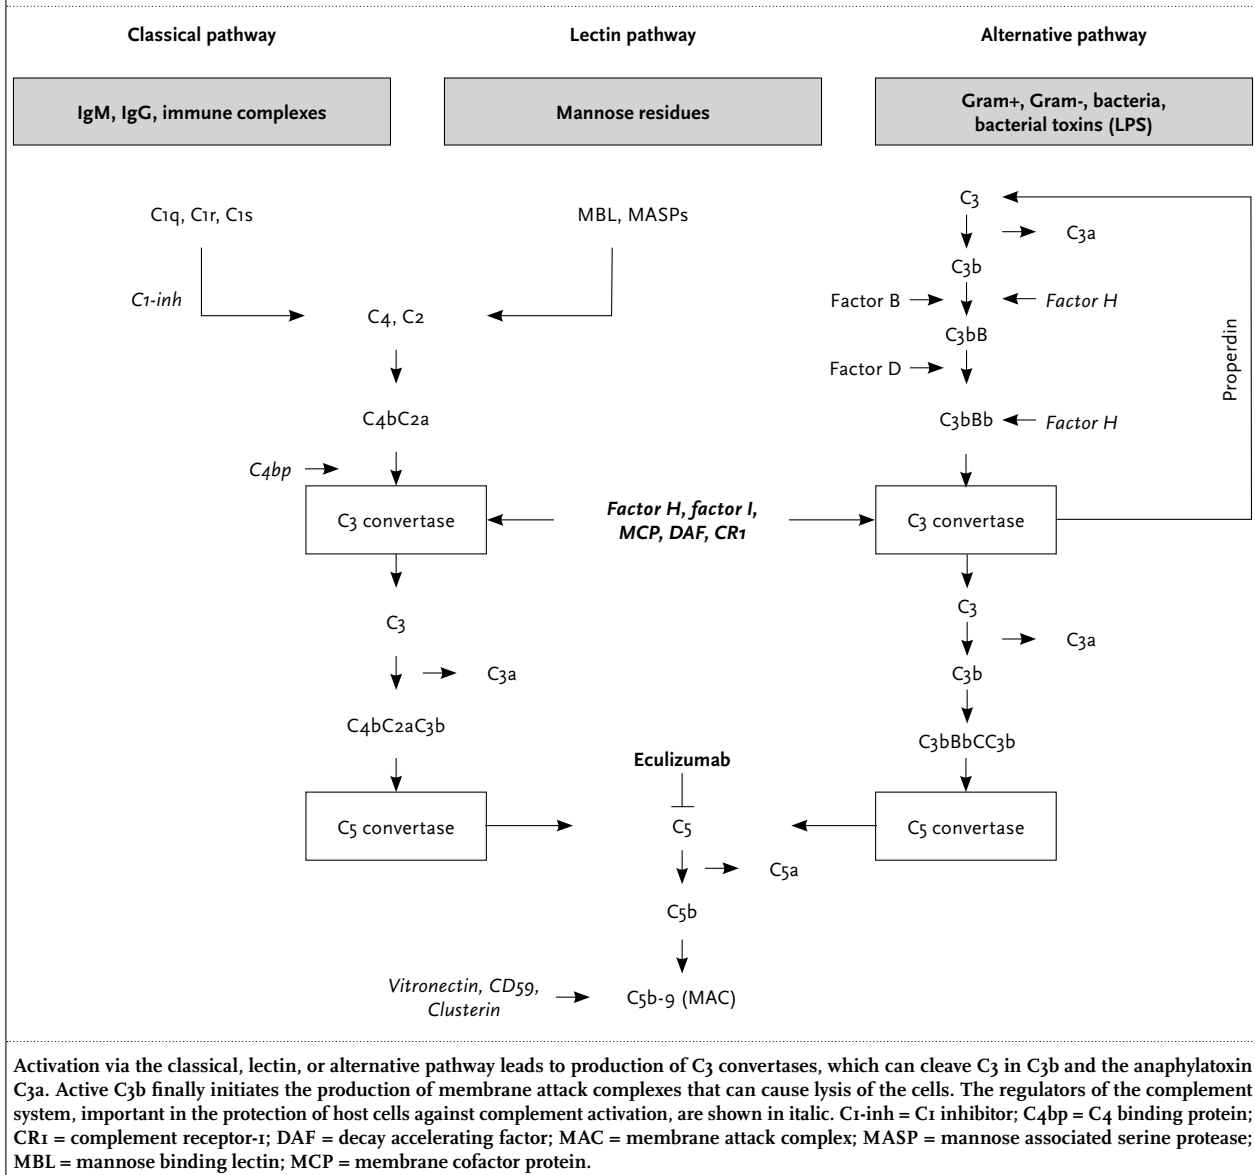 Classical pathway
Lectin pathway
Alternative pathway
IgM, IgG, immune complexes
Mannose residues
Gram+, Gram-, bacteria,
bacterial toxins (LPS)
C1q, C1r, C1s
MBL, MASPs
C3
C3a
C3b
C1-inh
C4, C2
Factor B
Factor H
C3bB
Factor D
Properdin
C4bC2a
C3bBb
Factor H
C4bp
C3 convertase
Factor H, factor I,
MCP, DAF, CR1
C3 convertase
C3
C3
C3a
C3a
C3b
C4bC2aC3b
C3bBbCC3b
Eculizumab
C5 convertase
C5
C5 convertase
C5a
C5b
Vitronectin, CD59,
Clusterin
C5b-9 (MAC)
Activation via the classical, lectin, or alternative pathway leads to production of C3 convertases, which can cleave C3 in C3b and the anaphylatoxin
C3a. Active C3b finally initiates the production of membrane attack complexes that can cause lysis of the cells. The regulators of the complement
system, important in the protection of host cells against complement activation, are shown in italic. C1-inh = C1 inhibitor; C4bp = C4 binding protein;
CR1 = complement receptor-1; DAF = decay accelerating factor; MAC = membrane attack complex; MASP = mannose associated serine protease;
MBL = mannose binding lectin; MCP = membrane cofactor protein.